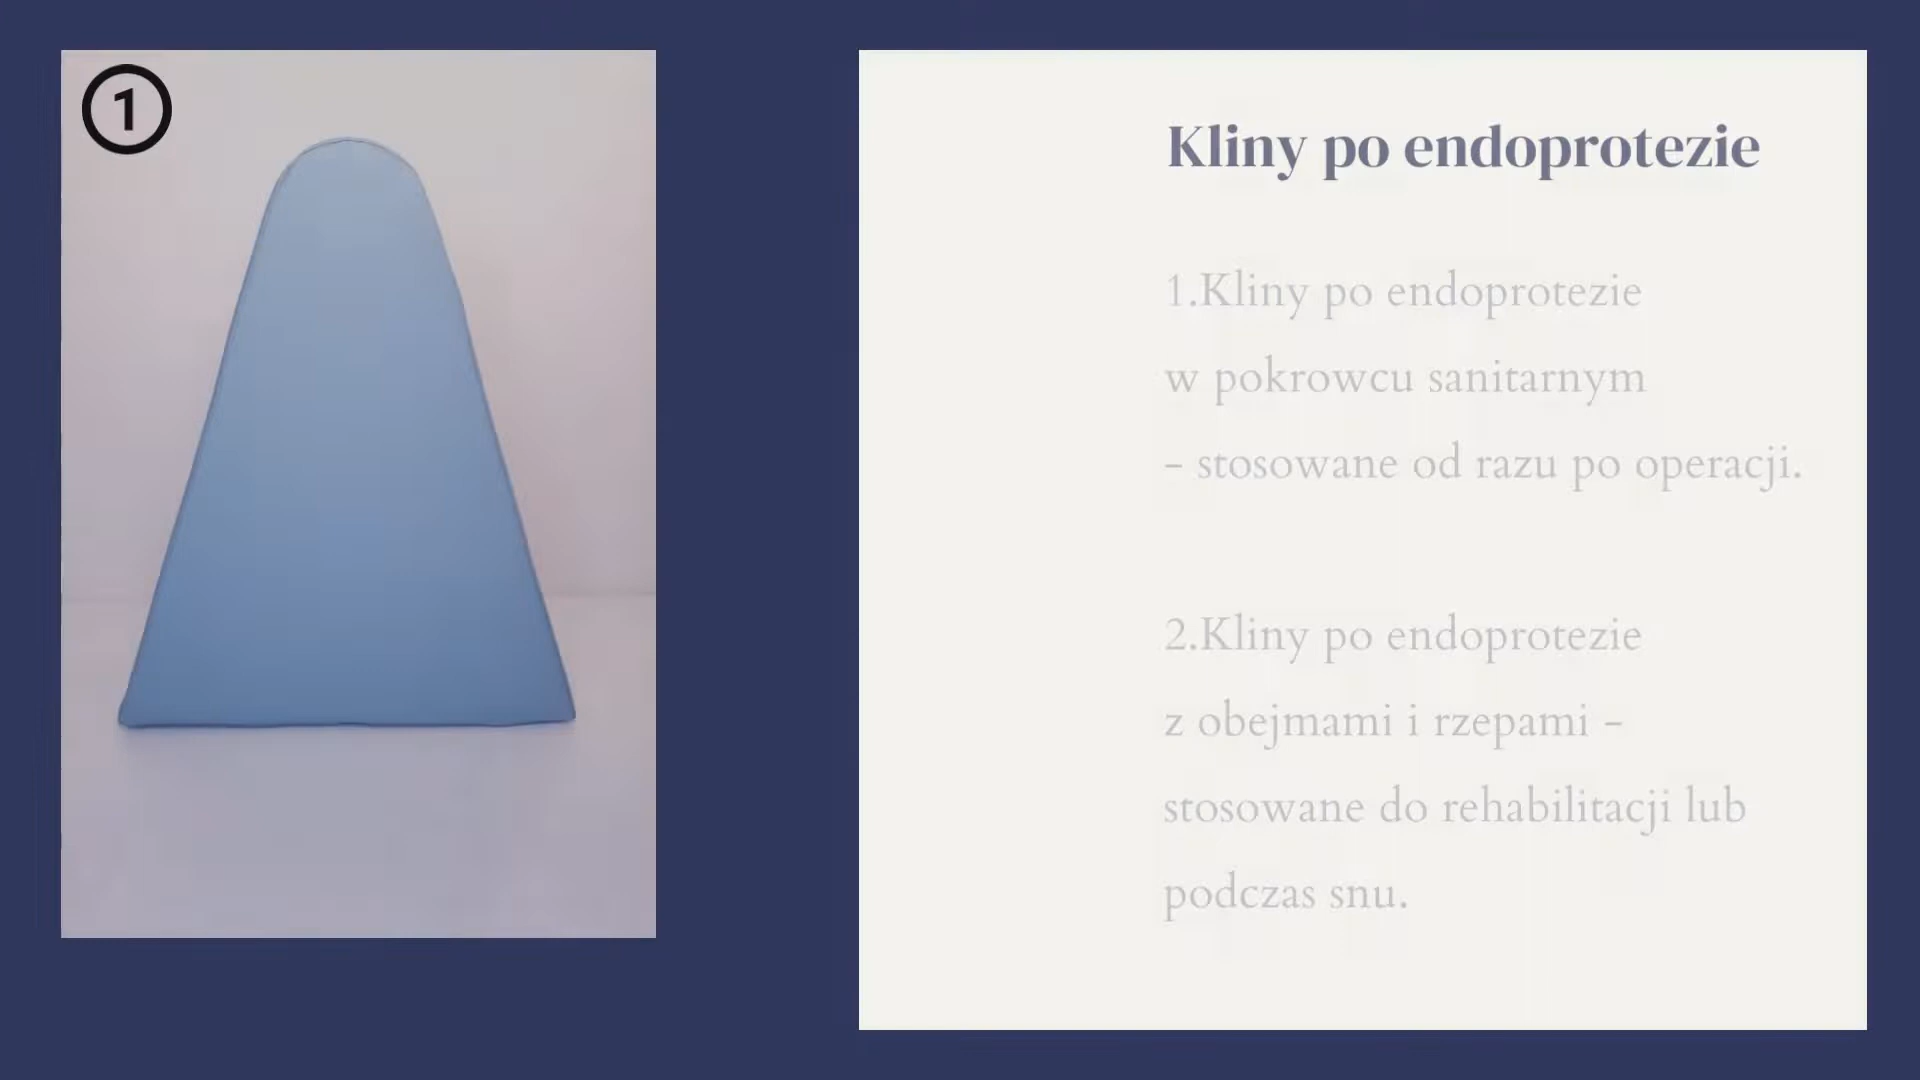 1
Kliny po endoprotezie
1.Kliny po endoprotezie
w pokrowcu sanitarnym
- stosowane od razu po operacji.
2.Kliny po endoprotezie
z obejmami i rzepami -
stosowane do rehabilitacji lub
podczas snu.